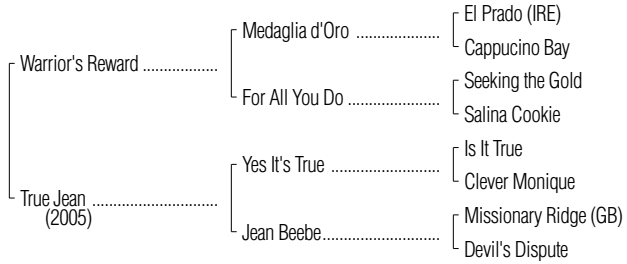 El Prado (IRE)
Medaglia d'Oro ....................
Cappucino Bay
Warrior's Reward ..................
Seeking the Gold
For All You Do ......................
Salina Cookie
Is It True
Yes It's True ..........................
Clever Monique
True Jean ..............................
(2005)
Missionary Ridge (GB)
Jean Beebe............................
Devil's Dispute